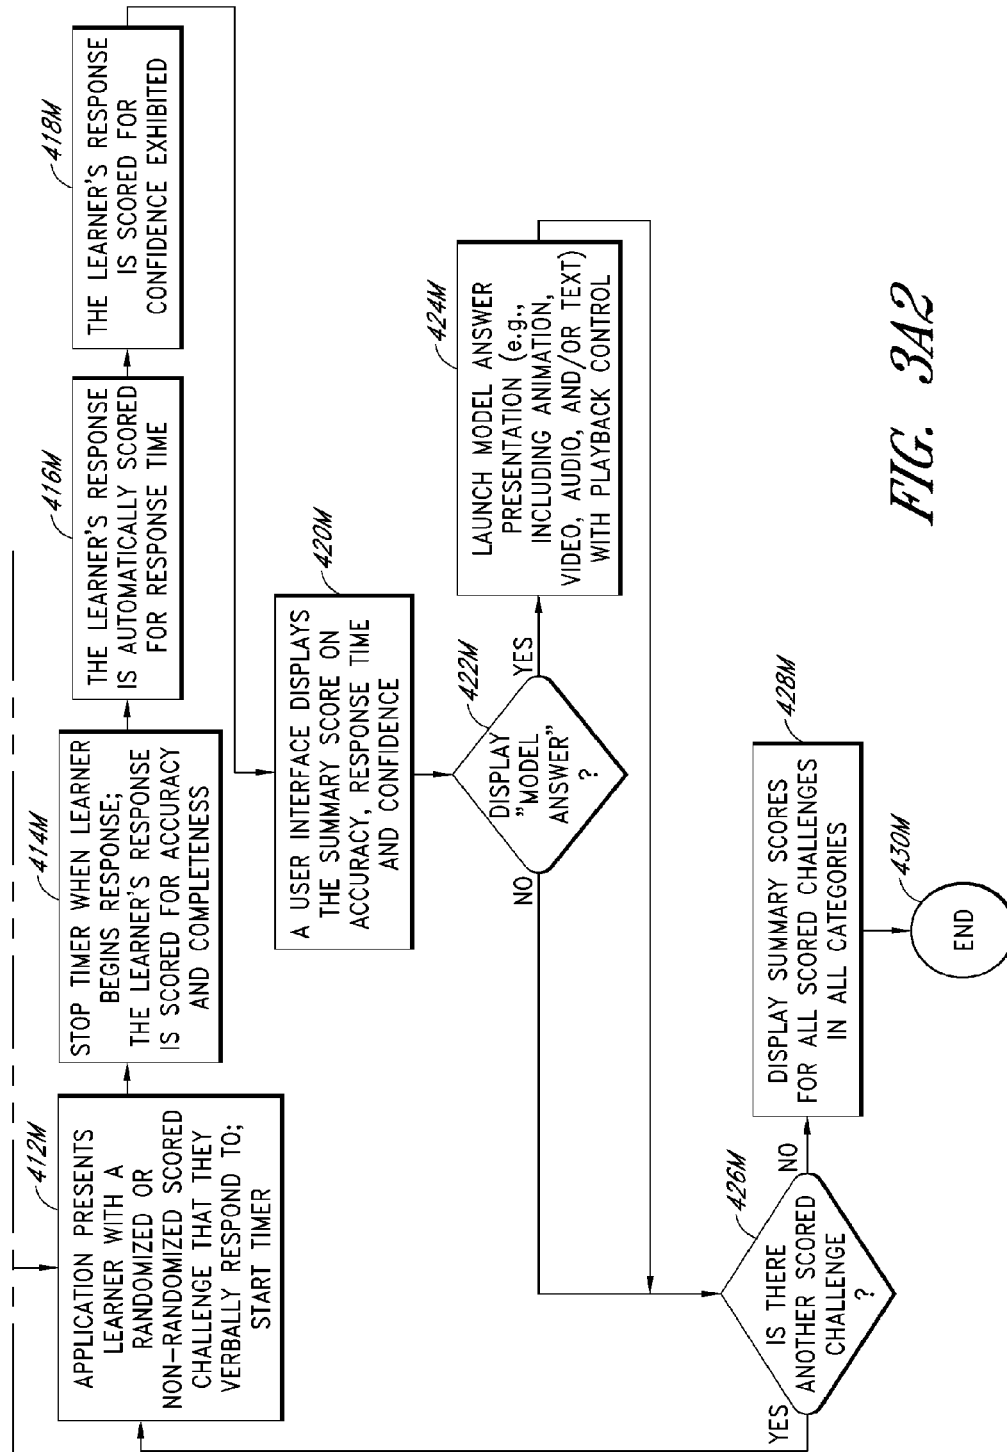 412M
APPLICATION PRESENTS
LEARNER WITH A
RANDOMIZED OR
NON-RANDOMIZED SCORED
CHALLENGE THAT THEY
VERBALLY RESPOND TO;
START TIMER
414M
STOP TIMER WHEN LEARNER
BEGINS RESPONSE;
THE LEARNER'S RESPONSE
IS SCORED FOR ACCURACY
AND COMPLETENESS
416M
THE LEARNER'S RESPONSE
IS AUTOMATICALLY SCORED
FOR RESPONSE TIME
418M
THE LEARNER'S RESPONSE
IS SCORED FOR
CONFIDENCE EXHIBITED
420M
A USER INTERFACE DISPLAYS
THE SUMMARY SCORE ON
ACCURACY, RESPONSE TIME
AND CONFIDENCE
422M
DISPLAY
"MODEL
ANSWER"
?
NO
YES
424M
LAUNCH MODEL ANSWER
PRESENTATION (e.g.,
INCLUDING ANIMATION,
VIDEO, AUDIO, AND/OR TEXT)
WITH PLAYBACK CONTROL
426M
IS THERE
ANOTHER SCORED
CHALLENGE
?
YES
NO
428M
DISPLAY SUMMARY SCORES
FOR ALL SCORED CHALLENGES
IN ALL CATEGORIES
430M
END
FIG. 3A2